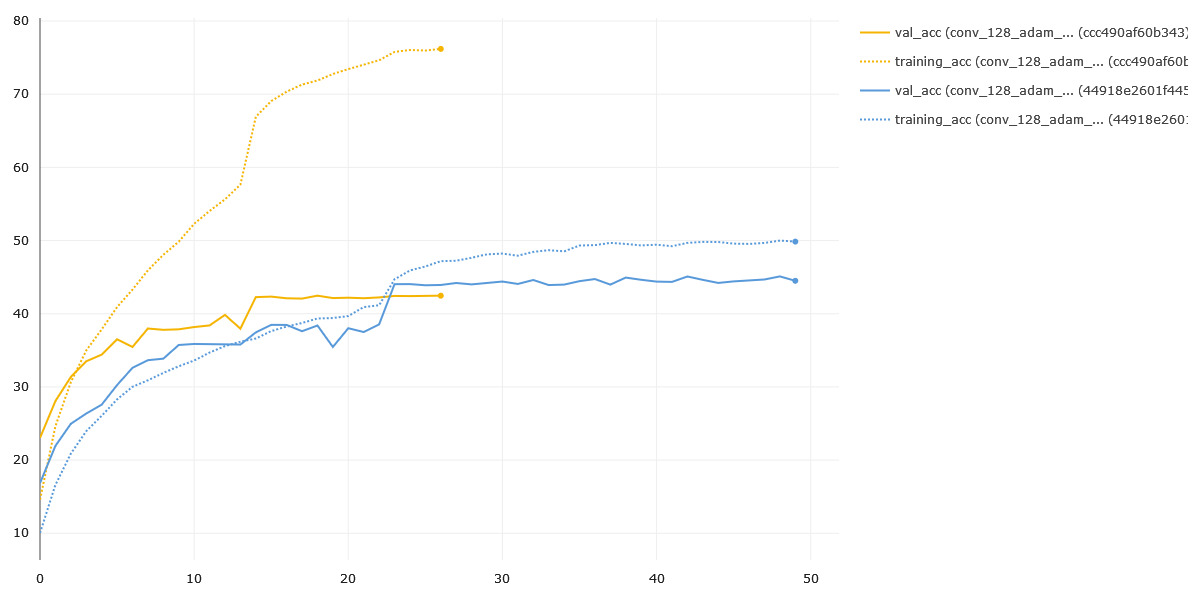 80
70
60
50
40
30
20
10
0 10 20 30 40 50
val_acc (conv_128_adam_... (ccc490af60b343)
training_acc (conv_128_adam_... (ccc490af60b
val_acc (conv_128_adam_... (44918e2601f445
training_acc (conv_128_adam_... (44918e2601